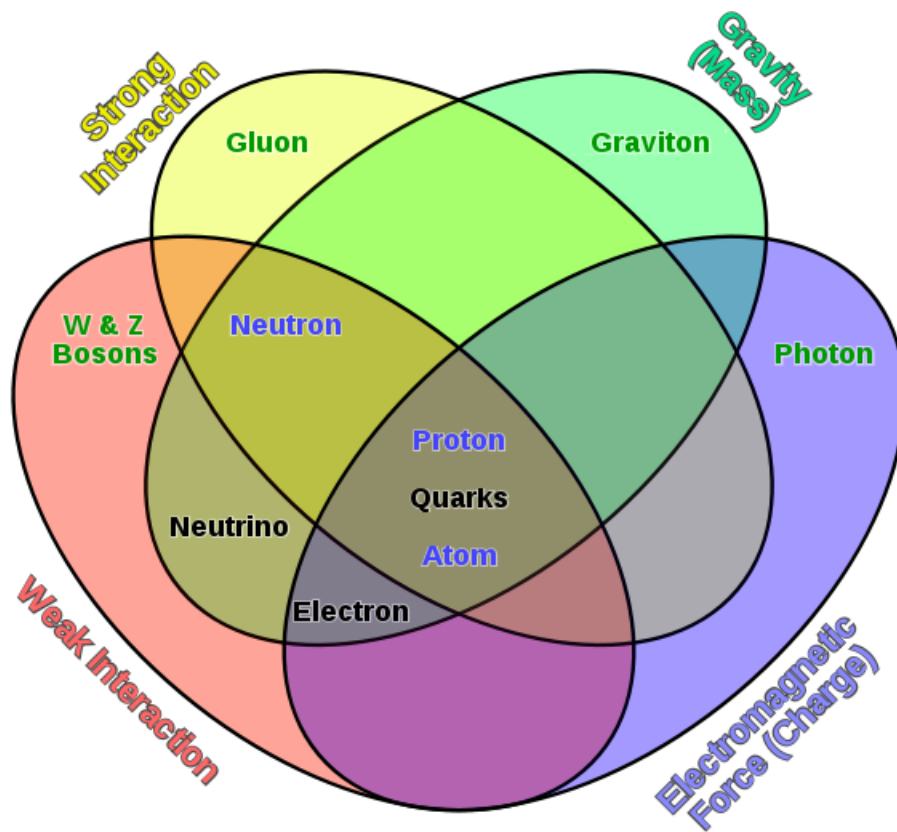 Strong
Interaction
Gravity
(Mass)
Gluon
Graviton
W & Z
Bosons
Neutron
Photon
Proton
Quarks
Neutrino
Atom
Electron
Weak Interaction
Electromagnetic
Force (Charge)